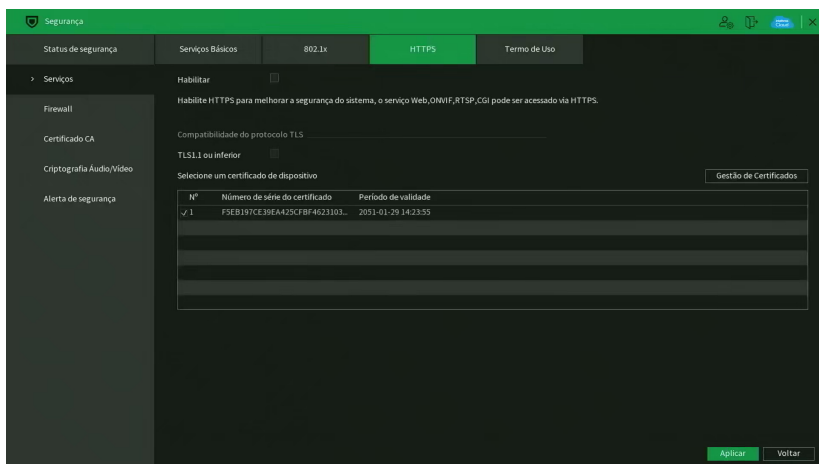 Segurança
Cloud
Status de segurança
Serviços Básicos
802.1x
HTTPS
Termo de Uso
> Serviços
Firewall
Certificado CA
Criptografia Áudio/Vídeo
Alerta de segurança
Habilitar
Habilite HTTPS para melhorar a segurança do sistema, o serviço Web,ONVIF,RTSP,CGI pode ser acessado via HTTPS.
Compatibilidade do protocolo TLS
TLS1.1 ou inferior
Selecione um certificado de dispositivo
Gestão de Certificados
Nº Número de série do certificado Período de validade
1 F5EB197CE39EA425CFBF4623103... 2051-01-29 14:23:55
Aplicar
Voltar